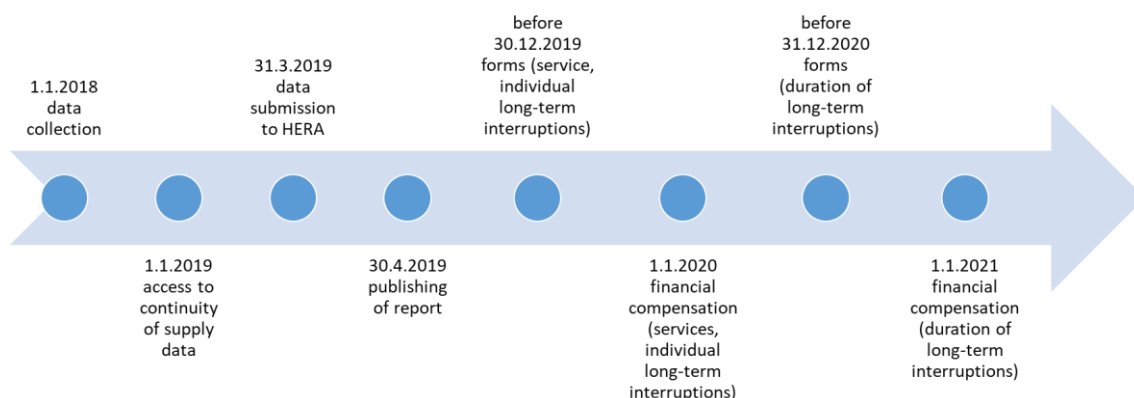 1.1.2018
data
collection
1.1.2019
access to
continuity
of supply
data
31.3.2019
data
submission
to HERA
30.4.2019
publishing
of report
before
30.12.2019
forms (service,
individual
long-term
interruptions)
1.1.2020
financial
compensation
(services,
individual
long-term
interruptions)
before
31.12.2020
forms
(duration of
long-term
interruptions)
1.1.2021
financial
compensation
(duration of
long-term
interruptions)